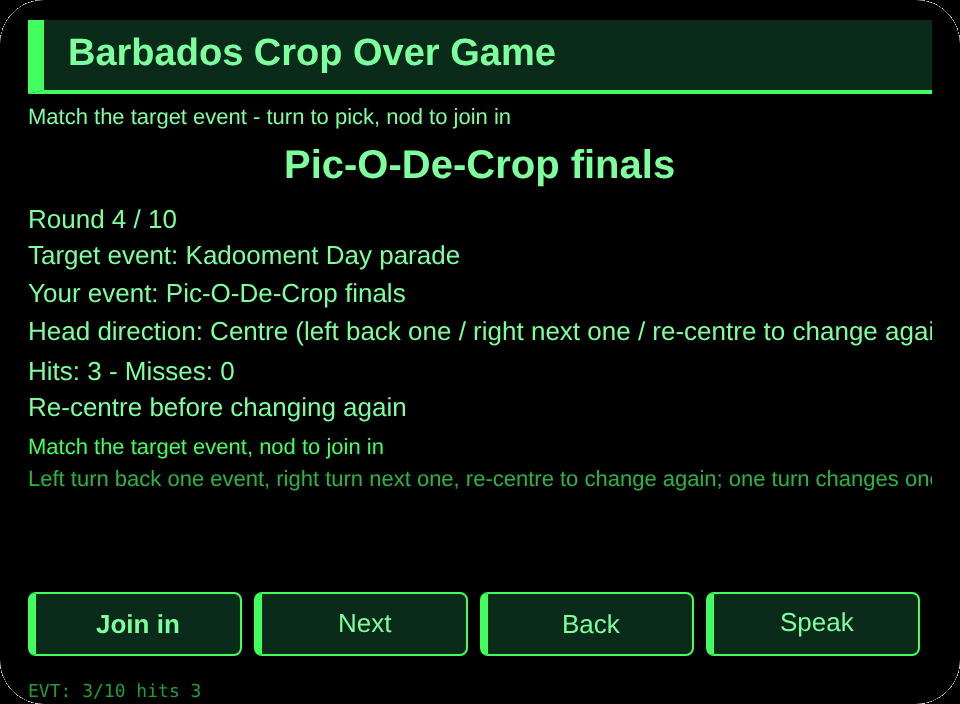 Barbados Crop Over Game
Match the target event - turn to pick, nod to join in
Pic-O-De-Crop finals
Round 4 / 10
Target event: Kadooment Day parade
Your event: Pic-O-De-Crop finals
Head direction: Centre (left back one / right next one / re-centre to change agai
Hits: 3 - Misses: 0
Re-centre before changing again
Match the target event, nod to join in
Left turn back one event, right turn next one, re-centre to change again; one turn changes one
Join in
Next
Back
Speak
EVT: 3/10 hits 3